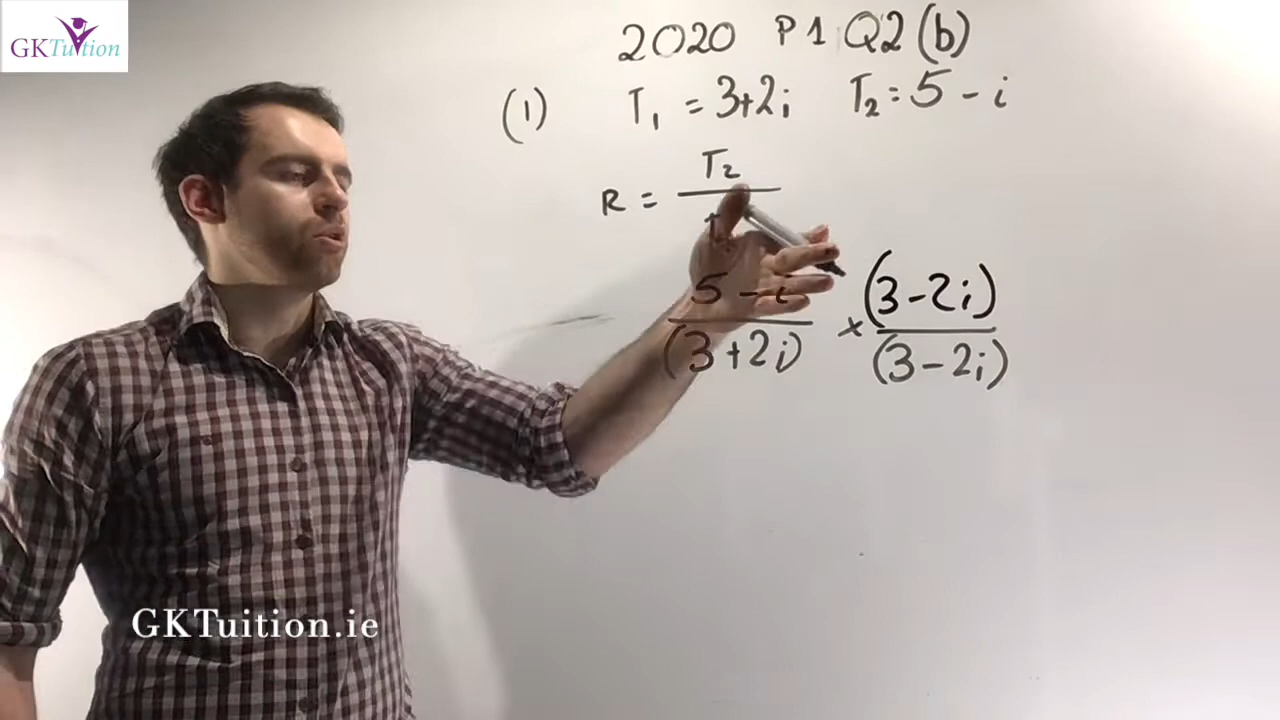 GKTuition
2020 P1 Q2 (b)
(1) T₁ = 3+2i T₂ = 5 - i
R = T₂
5 - i × (3-2i)
(3+2i) (3-2i)
GKTuition.ie